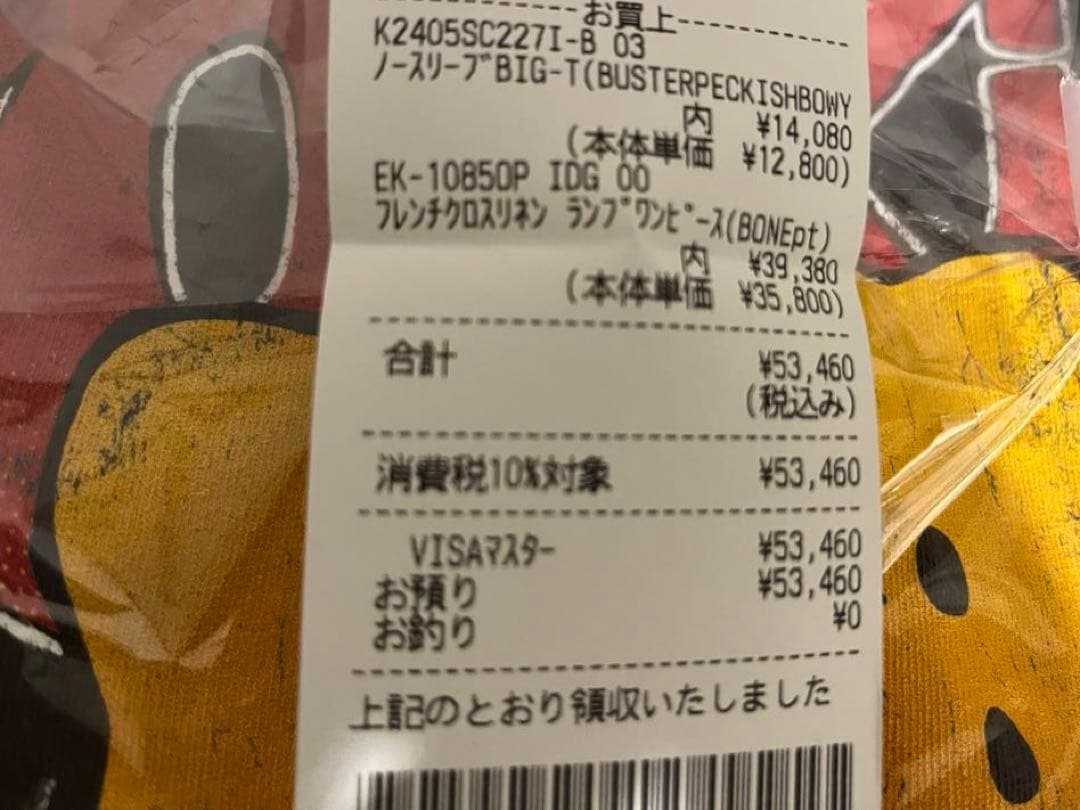 お買上
K2405SC227I-B 03
ﾉｰｽﾘｰﾌﾞBIG-T(BUSTERPECKISHBOWY
内 ¥14,080
(本体単価 ¥12,800)
EK-10850P IDG 00
ﾌﾚﾝﾁｸﾛｽﾘﾈﾝ ﾗﾝﾌﾟﾜﾝﾋﾟｰｽ(BONEpt)
内 ¥39,380
(本体単価 ¥35,800)
合計 ¥53,460
(税込み)
消費税10%対象 ¥53,460
VISAﾏｽﾀｰ ¥53,460
お預り ¥53,460
お釣り ¥0
上記のとおり領収いたしました